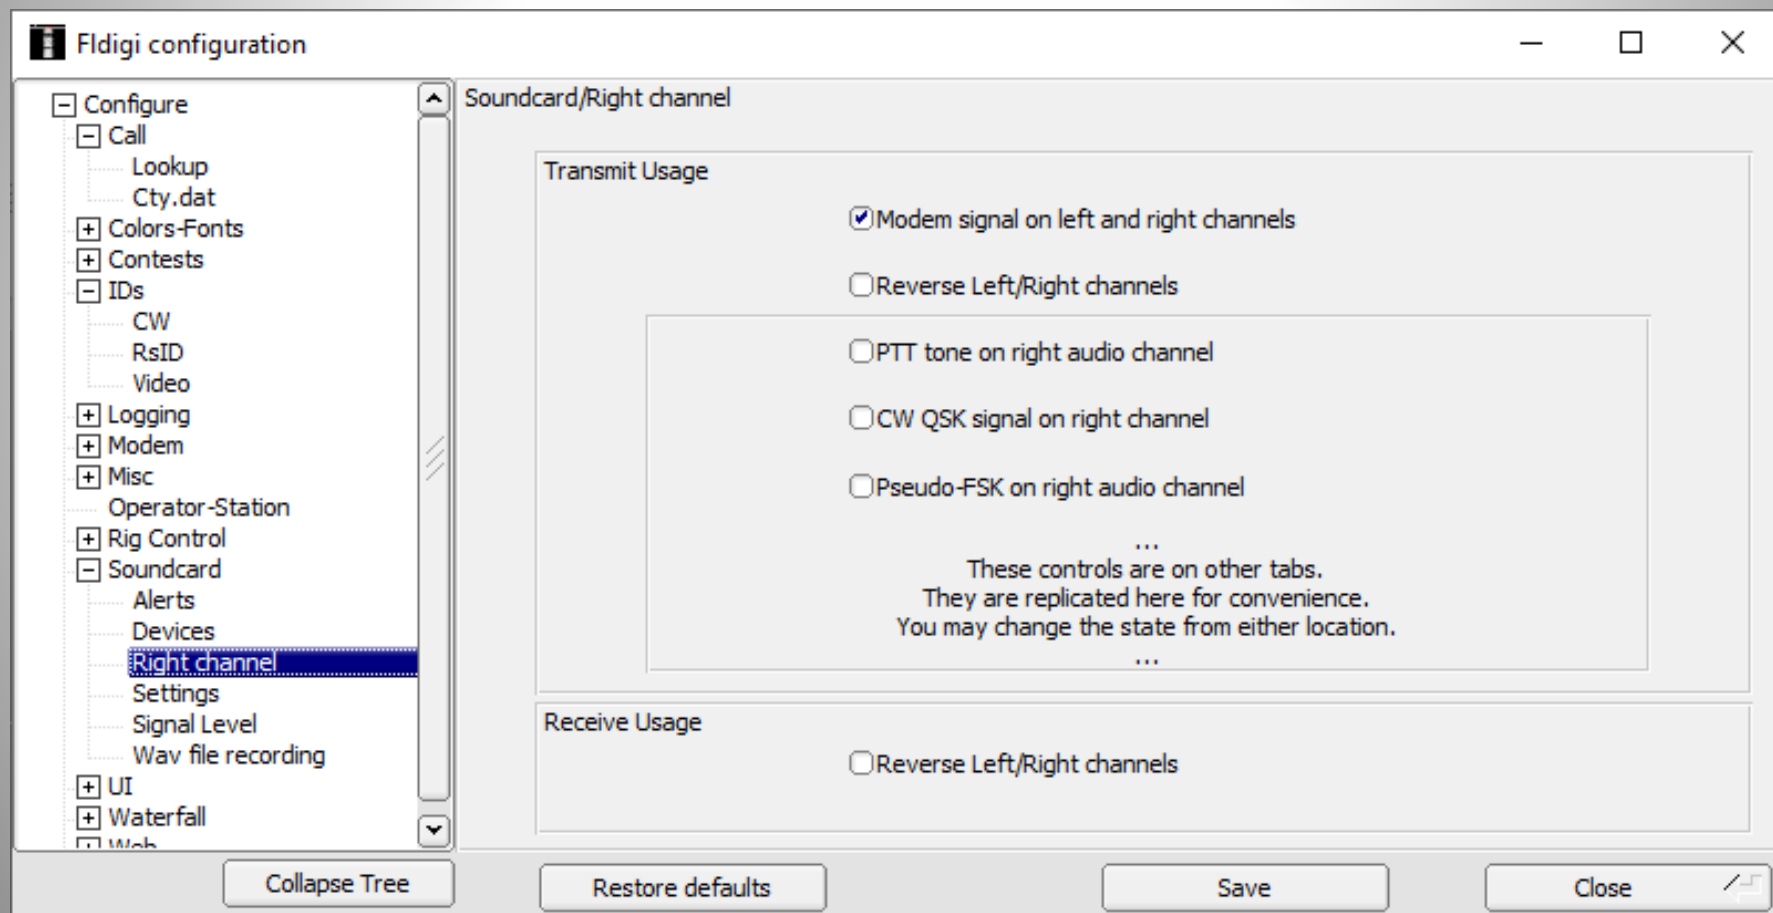 Fldigi configuration
Configure
Call
Lookup
Cty.dat
Colors-Fonts
Contests
IDs
CW
RsID
Video
Logging
Modem
Misc
Operator-Station
Rig Control
Soundcard
Alerts
Devices
Right channel
Settings
Signal Level
Wav file recording
UI
Waterfall
Web
Collapse Tree
Soundcard/Right channel
Transmit Usage
Modem signal on left and right channels
Reverse Left/Right channels
PTT tone on right audio channel
CW QSK signal on right channel
Pseudo-FSK on right audio channel
...
These controls are on other tabs.
They are replicated here for convenience.
You may change the state from either location.
...
Receive Usage
Reverse Left/Right channels
Restore defaults
Save
Close